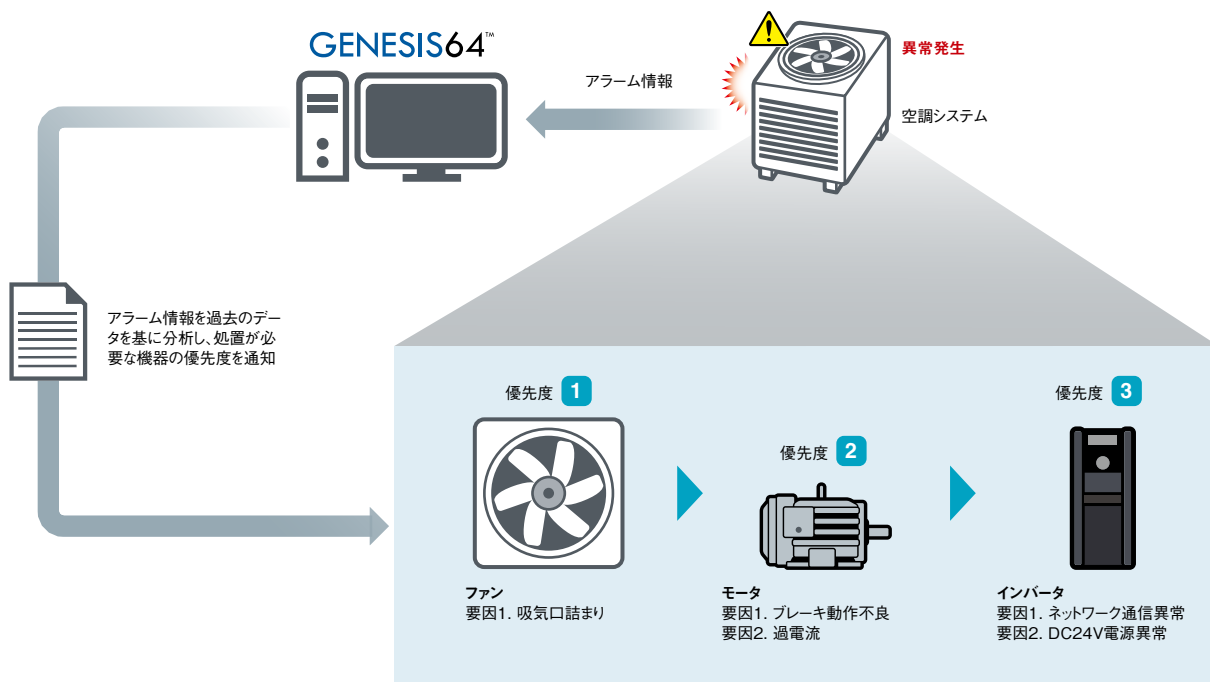 GENESIS64™
異常発生
アラーム情報
空調システム
アラーム情報を過去のデー
タを基に分析し、処置が必
要な機器の優先度を通知
優先度 1
優先度 2
優先度 3
ファン
要因1. 吸気口詰まり
モータ
要因1. ブレーキ動作不良
要因2. 過電流
インバータ
要因1. ネットワーク通信異常
要因2. DC24V電源異常